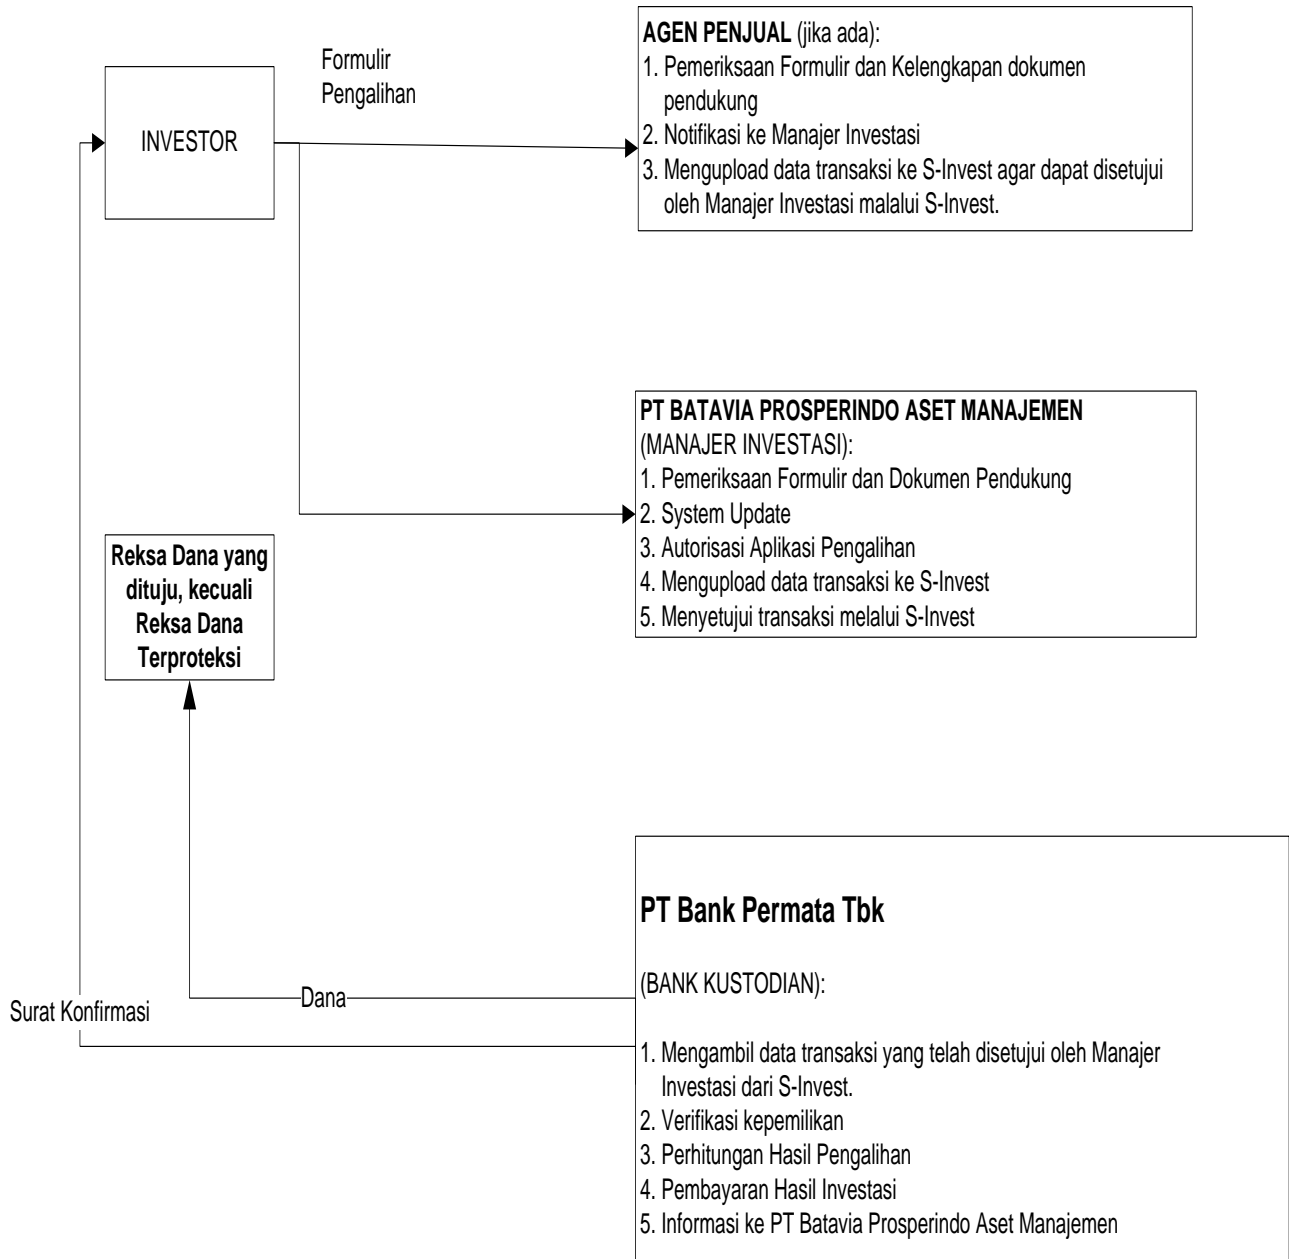 Formulir
Pengalihan
INVESTOR
AGEN PENJUAL (jika ada):
1. Pemeriksaan Formulir dan Kelengkapan dokumen
pendukung
2. Notifikasi ke Manajer Investasi
3. Mengupload data transaksi ke S-Invest agar dapat disetujui
oleh Manajer Investasi malalui S-Invest.
PT BATAVIA PROSPERINDO ASET MANAJEMEN
(MANAJER INVESTASI):
1. Pemeriksaan Formulir dan Dokumen Pendukung
2. System Update
3. Autorisasi Aplikasi Pengalihan
4. Mengupload data transaksi ke S-Invest
5. Menyetujui transaksi melalui S-Invest
Reksa Dana yang
dituju, kecuali
Reksa Dana
Terproteksi
Dana
Surat Konfirmasi
PT Bank Permata Tbk
(BANK KUSTODIAN):
1. Mengambil data transaksi yang telah disetujui oleh Manajer
Investasi dari S-Invest.
2. Verifikasi kepemilikan
3. Perhitungan Hasil Pengalihan
4. Pembayaran Hasil Investasi
5. Informasi ke PT Batavia Prosperindo Aset Manajemen